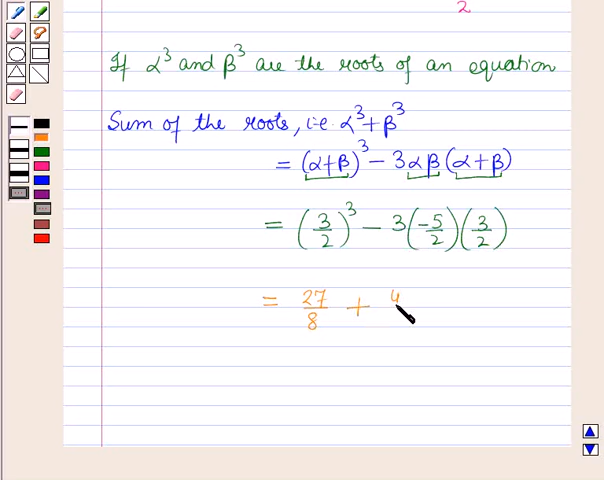 2
If α³ and β³ are the roots of an equation
Sum of the roots, i.e. α³ + β³
= (α+β)³ − 3αβ(α+β)
= (3/2)³ − 3(−5/2)(3/2)
= 27/8 + 4